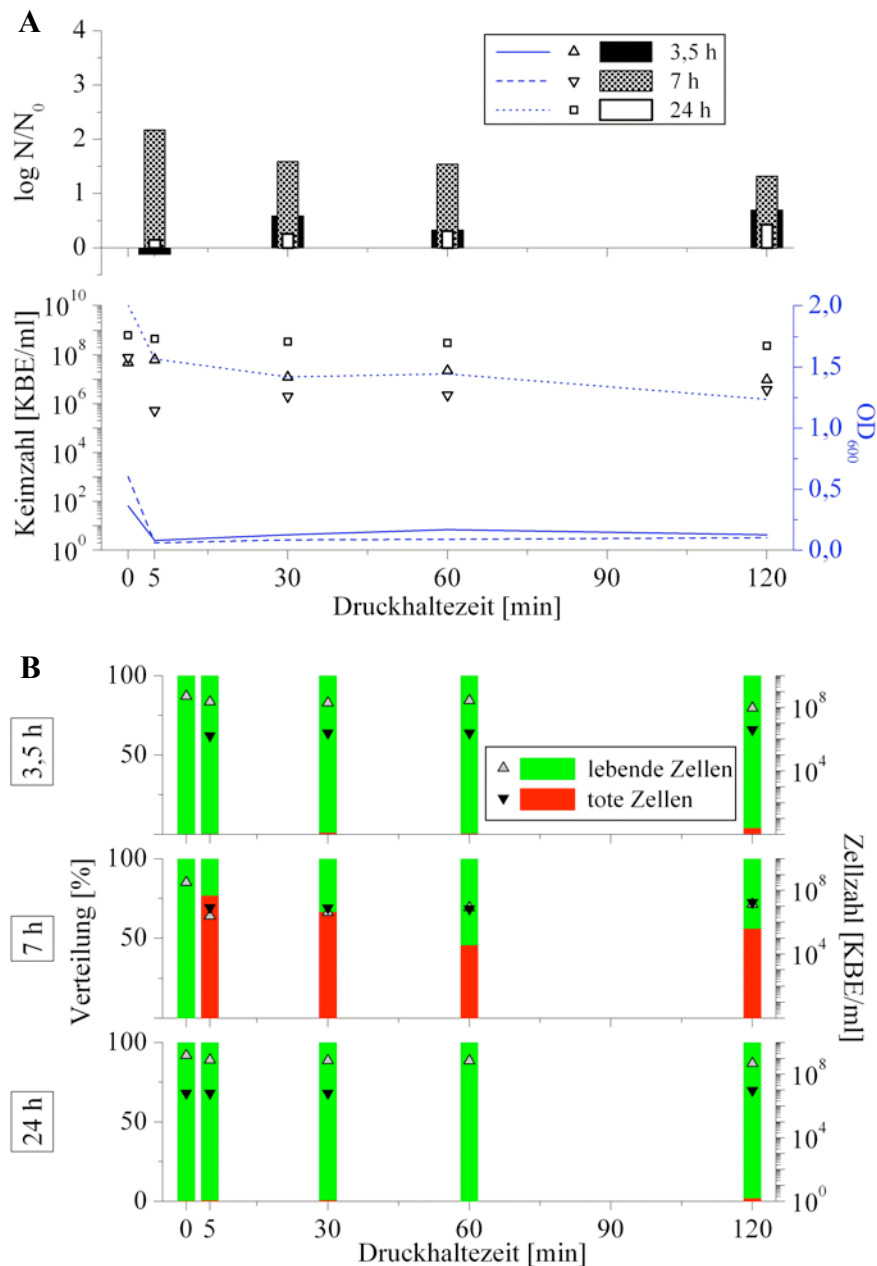 A
4
3
2
1
0
log N/N0
3,5 h
7 h
24 h
10^10
10^8
10^6
10^4
10^2
10^0
Keimzahl [KBE/ml]
2,0
1,5
1,0
0,5
0,0
OD600
0 5 30 60 90 120
Druckhaltezeit [min]
B
3,5 h
100
50
10^8
10^4
lebende Zellen
tote Zellen
7 h
Verteilung [%]
100
50
10^8
10^4
Zellzahl [KBE/ml]
24 h
100
50
0
10^8
10^4
10^0
0 5 30 60 90 120
Druckhaltezeit [min]